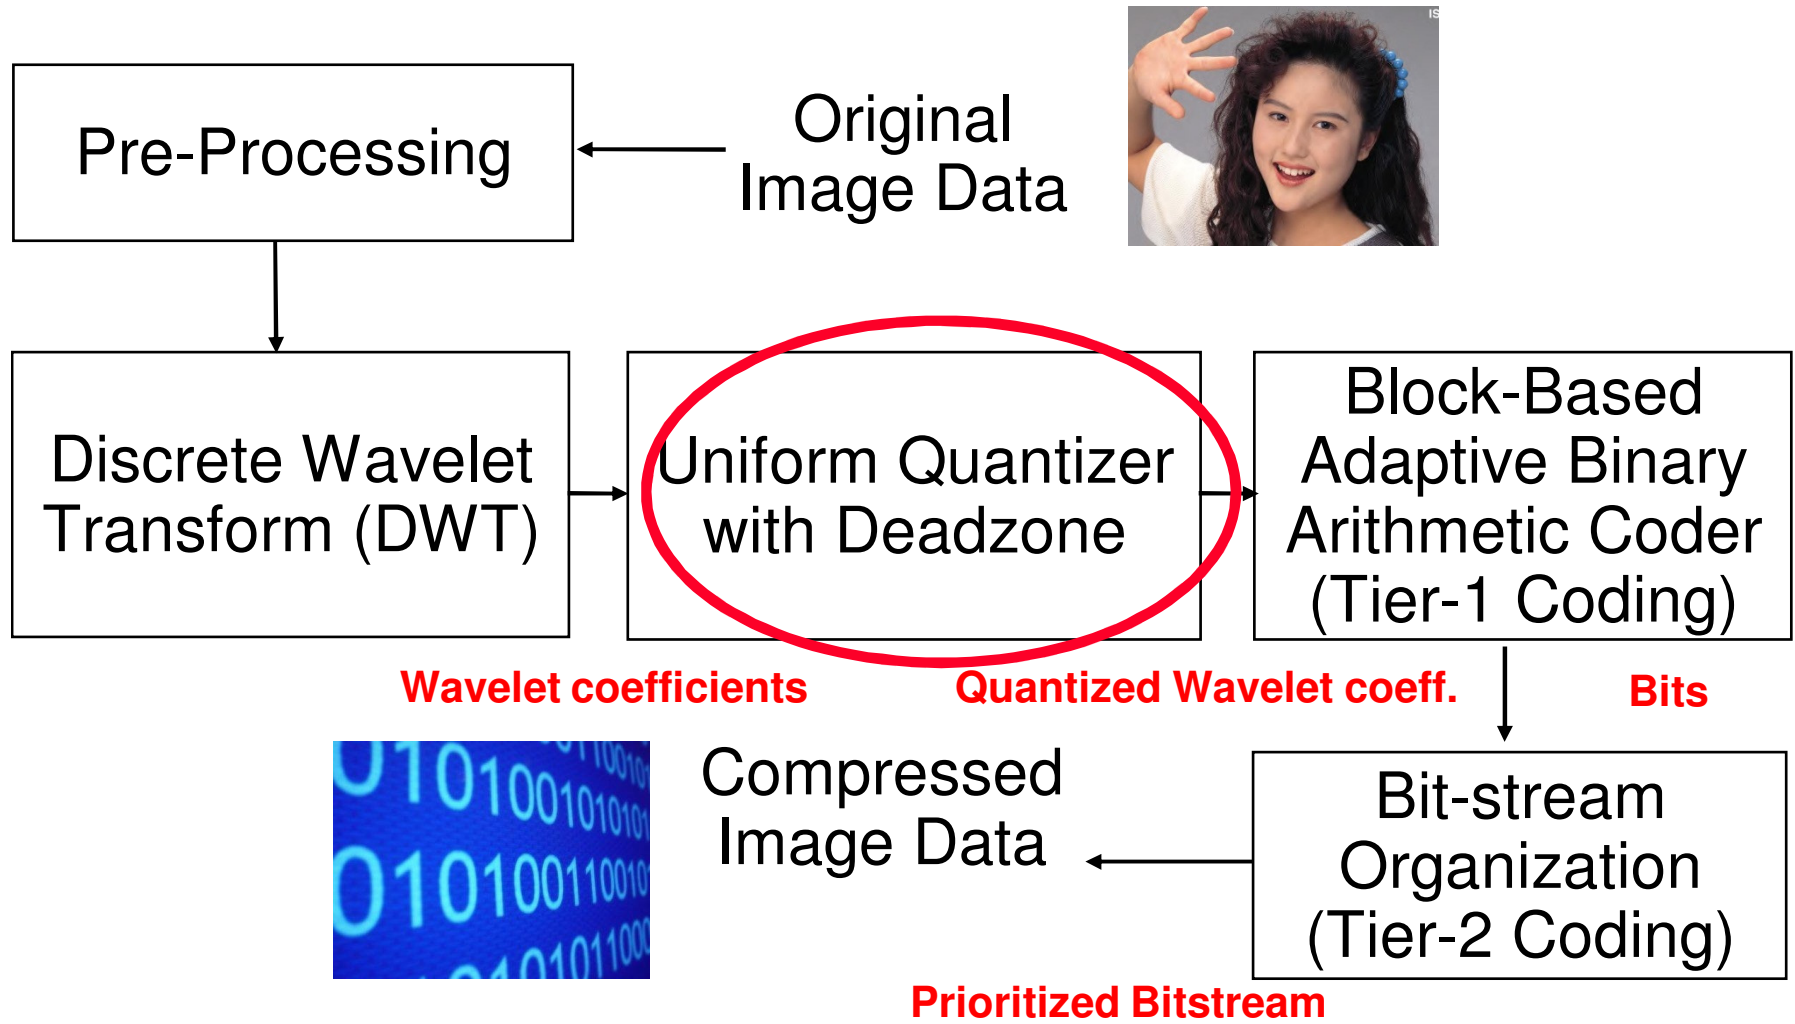 Pre-Processing
Original
Image Data
IS
Discrete Wavelet
Transform (DWT)
Uniform Quantizer
with Deadzone
Block-Based
Adaptive Binary
Arithmetic Coder
(Tier-1 Coding)
Wavelet coefficients
Quantized Wavelet coeff.
Bits
Compressed
Image Data
Bit-stream
Organization
(Tier-2 Coding)
Prioritized Bitstream